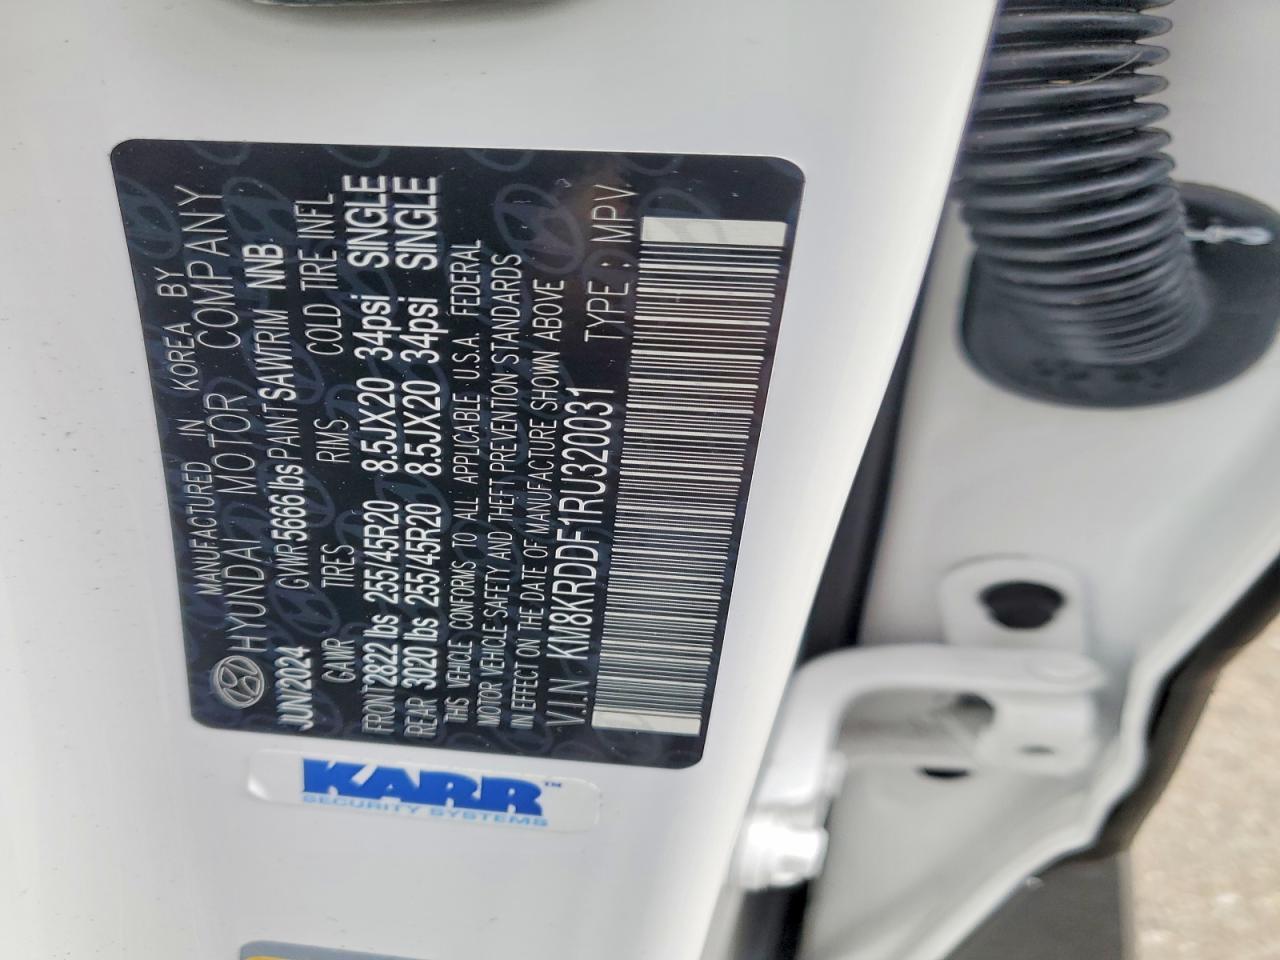 MANUFACTURED IN KOREA BY
HYUNDAI MOTOR COMPANY
JUN/2024 GVWR 5666 lbs PAINT SAW TRIM NNB
GAWR TIRES RIMS COLD TIRE INFL
FRONT 2822 lbs 255/45R20 8.5JX20 34psi SINGLE
REAR 3020 lbs 255/45R20 8.5JX20 34psi SINGLE
THIS VEHICLE CONFORMS TO ALL APPLICABLE U.S.A. FEDERAL
MOTOR VEHICLE SAFETY AND THEFT PREVENTION STANDARDS
IN EFFECT ON THE DATE OF MANUFACTURE SHOWN ABOVE
V.I.N: KM8KRDDF1RU320031 TYPE : MPV
KARR™
SECURITY SYSTEMS